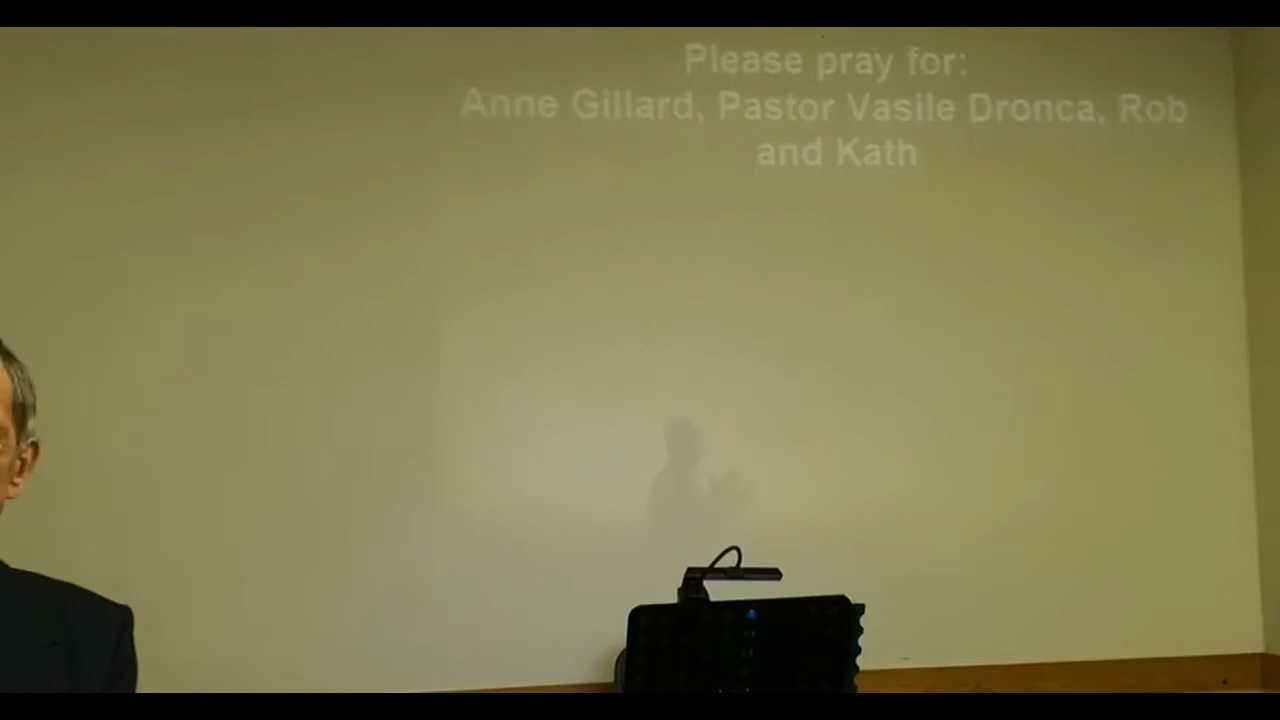 Please pray for:
Anne Gillard, Pastor Vasile Dronca, Rob
and Kath